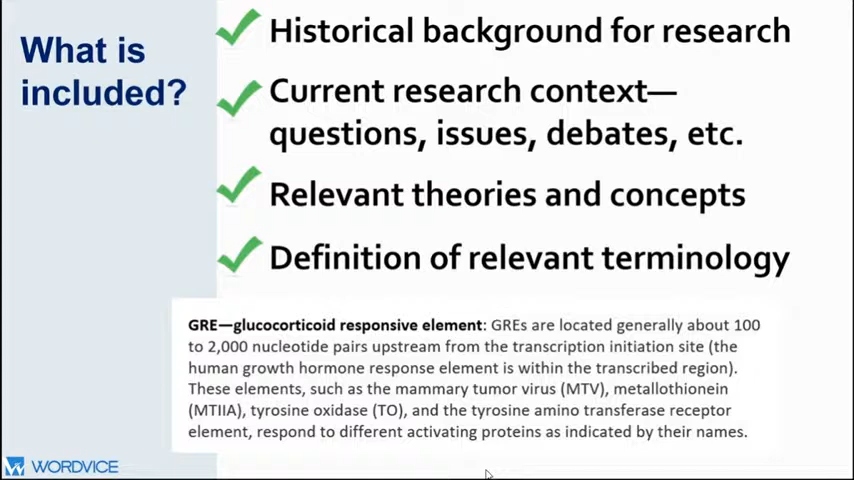 What is
included?
Historical background for research
Current research context—
questions, issues, debates, etc.
Relevant theories and concepts
Definition of relevant terminology
GRE—glucocorticoid responsive element: GREs are located generally about 100
to 2,000 nucleotide pairs upstream from the transcription initiation site (the
human growth hormone response element is within the transcribed region).
These elements, such as the mammary tumor virus (MTV), metallothionein
(MTIIA), tyrosine oxidase (TO), and the tyrosine amino transferase receptor
element, respond to different activating proteins as indicated by their names.
WORDVICE